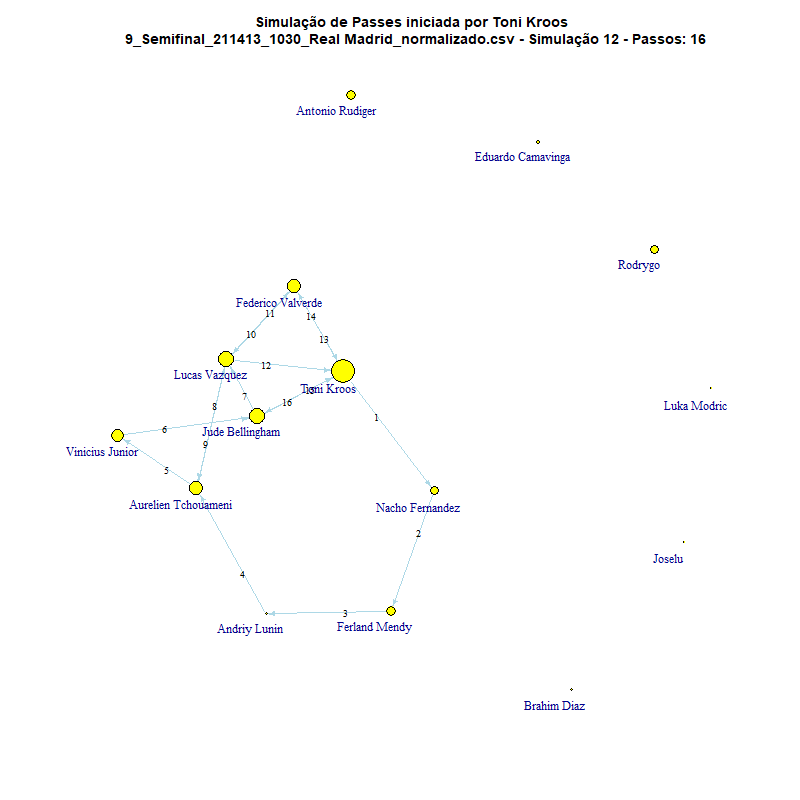 Simulação de Passes iniciada por Toni Kroos
9_Semifinal_211413_1030_Real Madrid_normalizado.csv - Simulação 12 - Passos: 16
Antonio Rudiger
Eduardo Camavinga
Rodrygo
Federico Valverde
11
14
10
13
12
Lucas Vazquez
Toni Kroos
7
16
Luka Modric
8
1
6
Jude Bellingham
9
Vinicius Junior
5
Aurelien Tchouameni
Nacho Fernandez
2
Joselu
4
3
Andriy Lunin
Ferland Mendy
Brahim Diaz